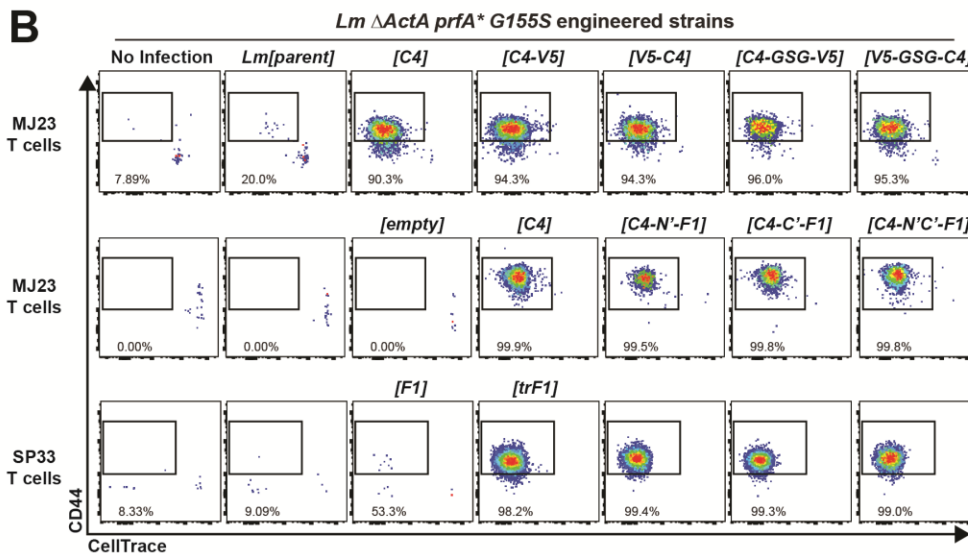 B
Lm ΔActA prfA* G155S engineered strains
No Infection Lm[parent] [C4] [C4-V5] [V5-C4] [C4-GSG-V5] [V5-GSG-C4]
MJ23
T cells
7.89% 20.0% 90.3% 94.3% 94.3% 96.0% 95.3%
[empty] [C4] [C4-N'-F1] [C4-C'-F1] [C4-N'C'-F1]
MJ23
T cells
0.00% 0.00% 0.00% 99.9% 99.5% 99.8% 99.8%
[F1] [trF1]
SP33
T cells
8.33% 9.09% 53.3% 98.2% 99.4% 99.3% 99.0%
CD44
CellTrace